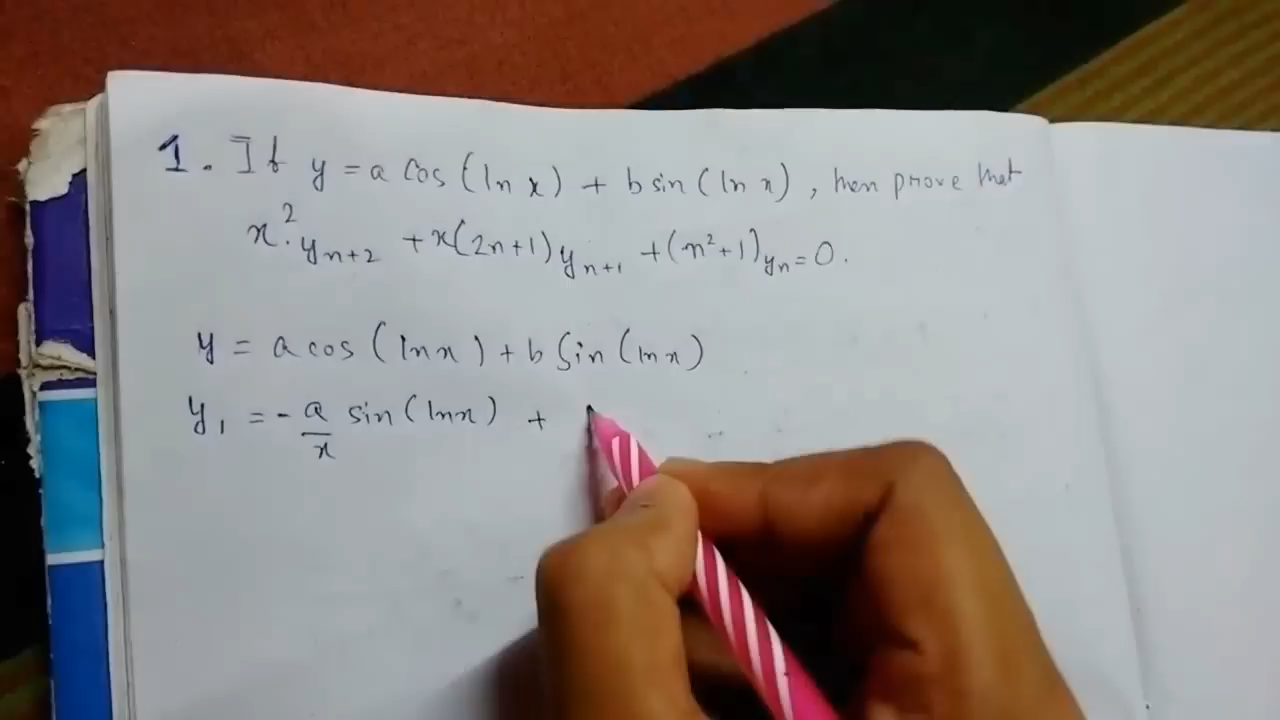 1. If y = a cos (ln x) + b sin (ln x), then prove that
x².yₙ₊₂ + x(2n+1)yₙ₊₁ + (n²+1)yₙ = 0.
y = a cos (ln x) + b Sin (ln x)
y₁ = - a/x sin (ln x) +